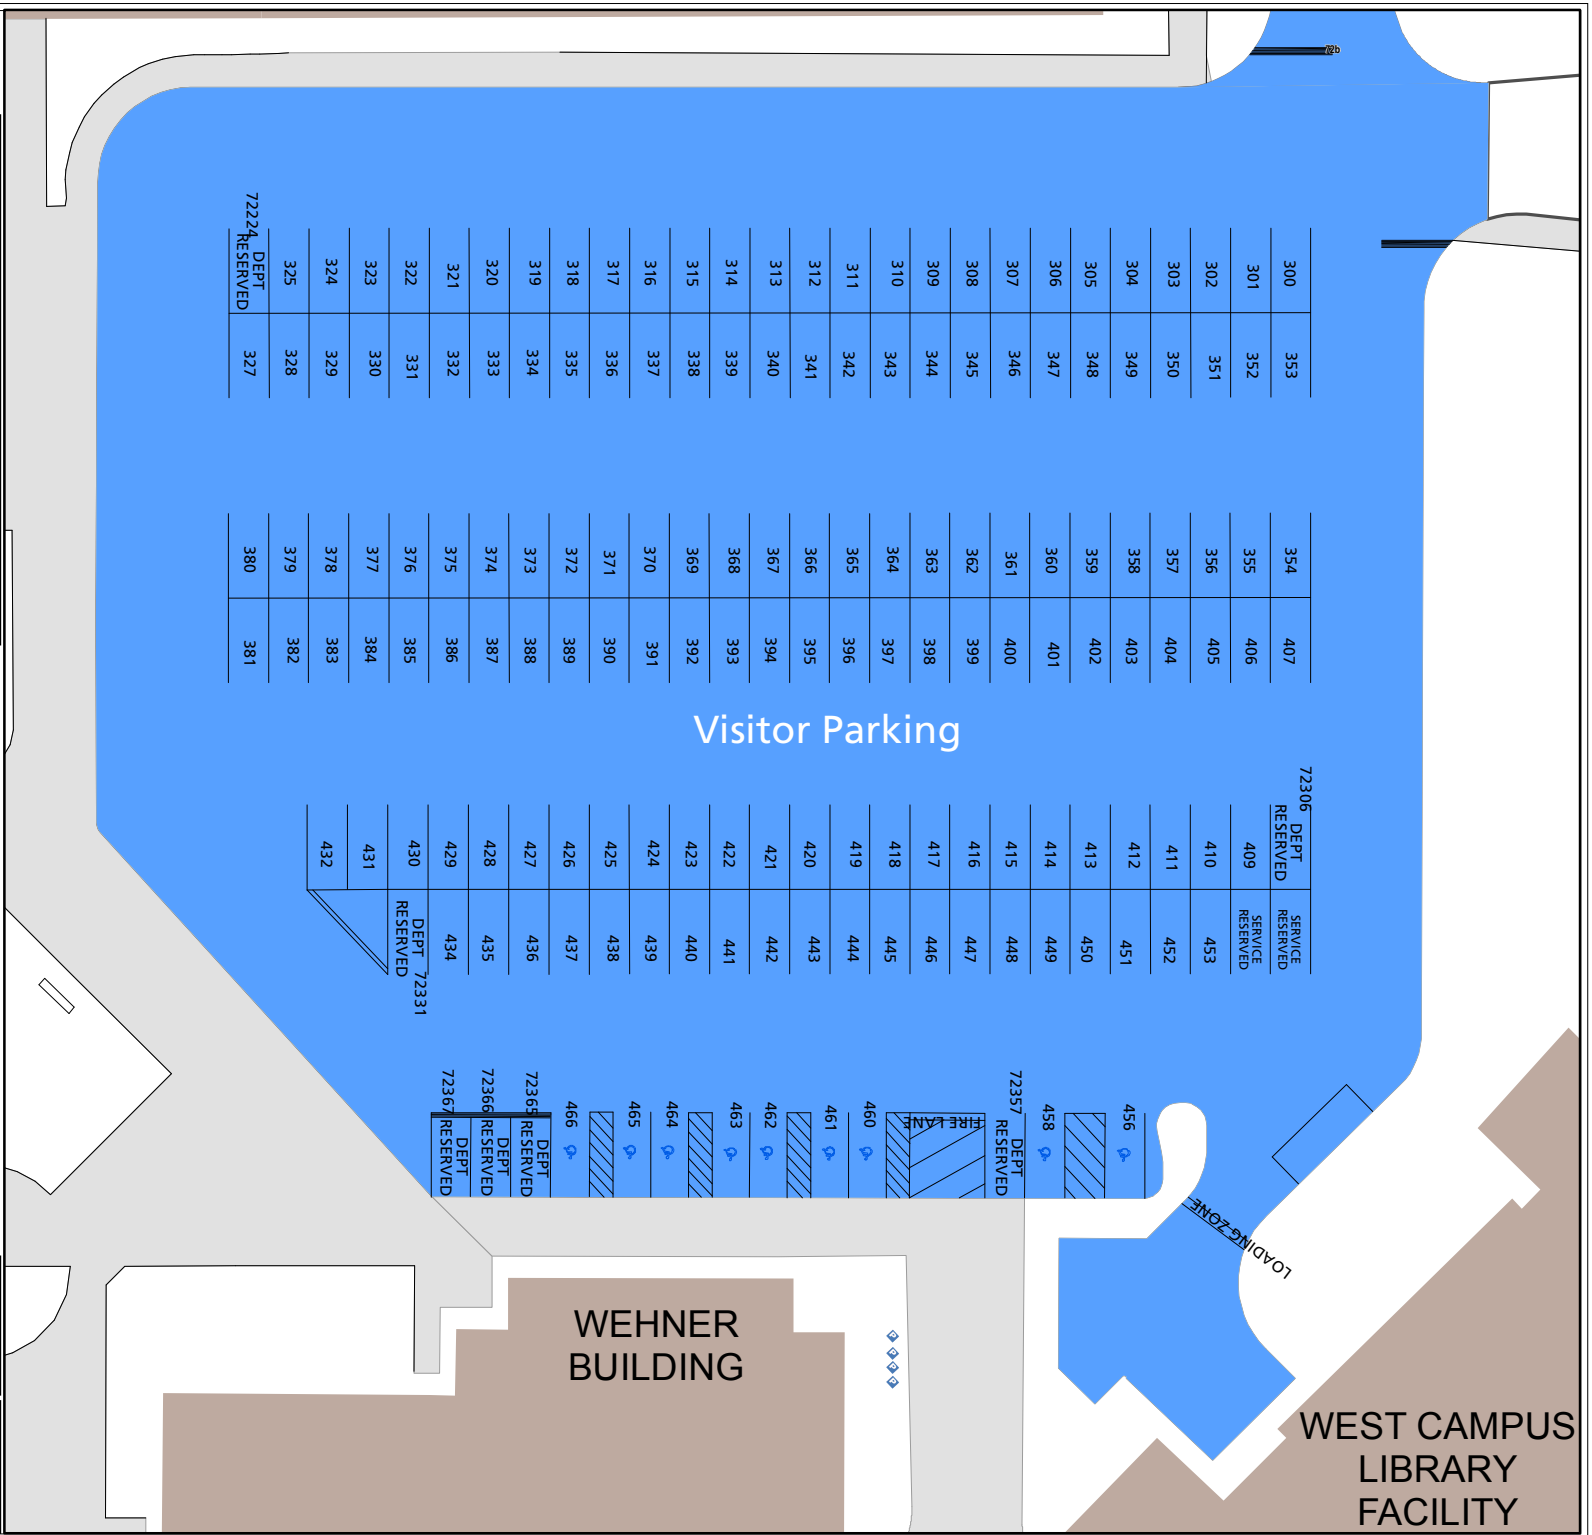 72b
72224
DEPT
RESERVED
325 324 323 322 321 320 319 318 317 316 315 314 313 312 311 310 309 308 307 306 305 304 303 302 301 300
327 328 329 330 331 332 333 334 335 336 337 338 339 340 341 342 343 344 345 346 347 348 349 350 351 352 353
380 379 378 377 376 375 374 373 372 371 370 369 368 367 366 365 364 363 362 361 360 359 358 357 356 355 354
381 382 383 384 385 386 387 388 389 390 391 392 393 394 395 396 397 398 399 400 401 402 403 404 405 406 407
Visitor Parking
432 431 430 429 428 427 426 425 424 423 422 421 420 419 418 417 416 415 414 413 412 411 410 409
72306
DEPT
RESERVED
DEPT
RESERVED
72331
434 435 436 437 438 439 440 441 442 443 444 445 446 447 448 449 450 451 452 453
SERVICE
RESERVED
SERVICE
RESERVED
72367
DEPT
RESERVED
72366
DEPT
RESERVED
72365
DEPT
RESERVED
466 465 464 463 462 461 460
FIRE LANE
72357
DEPT
RESERVED
458 456
LOADING ZONE
WEHNER
BUILDING
WEST CAMPUS
LIBRARY
FACILITY